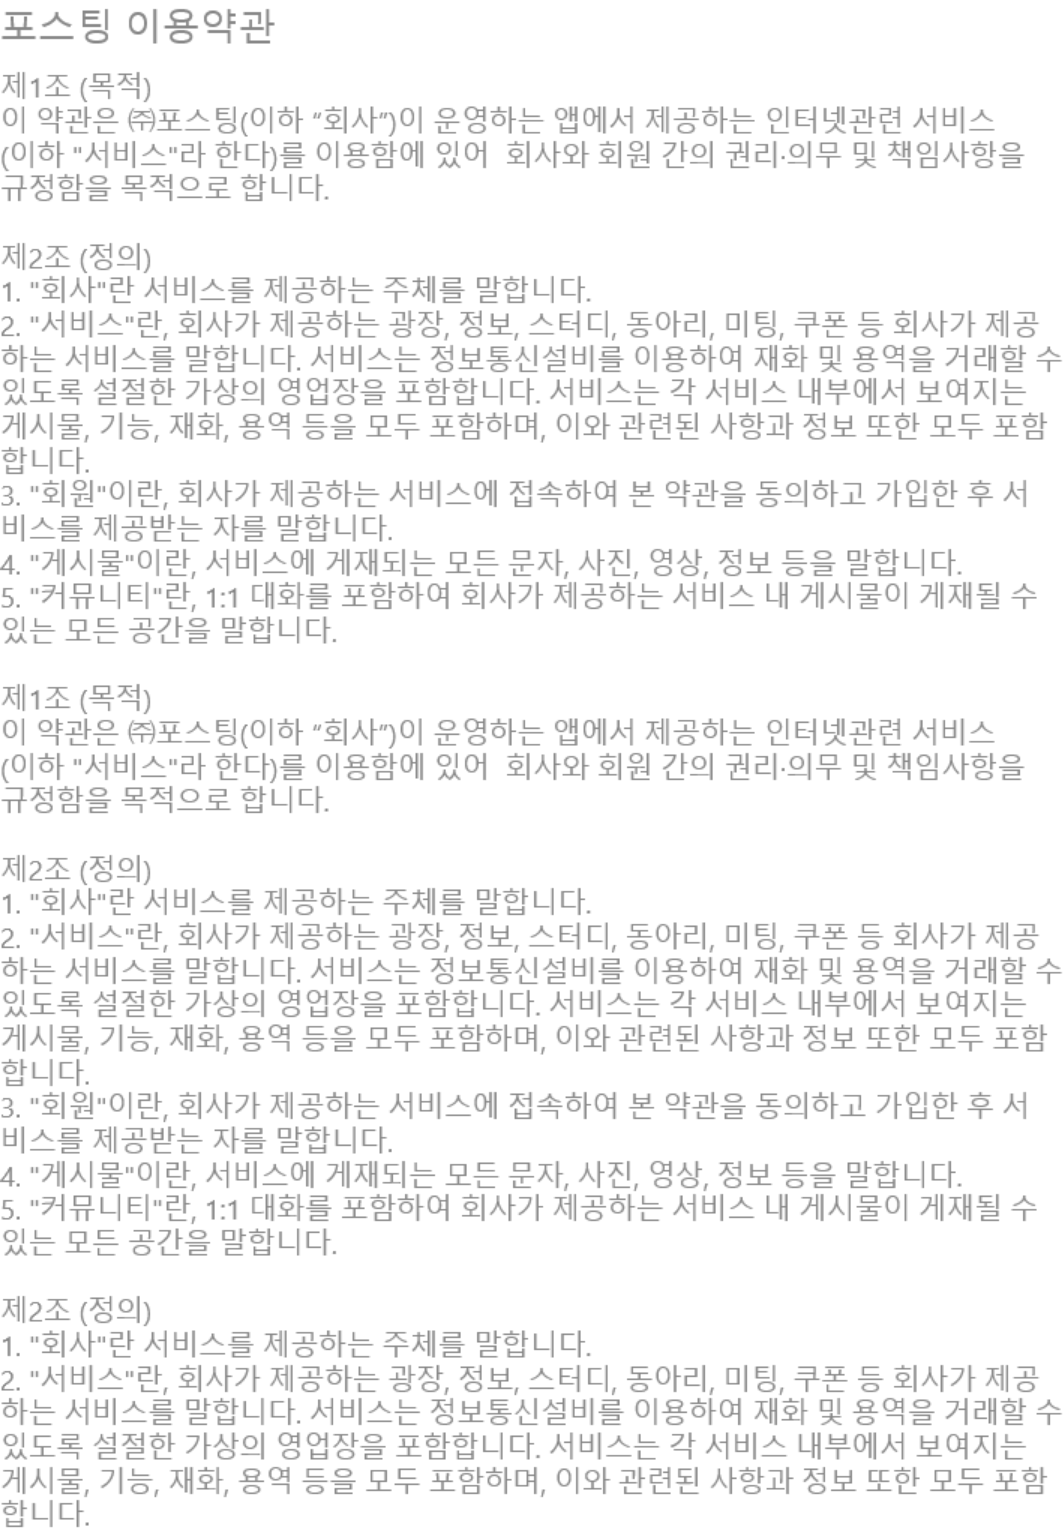 포스팅 이용약관
제1조 (목적)
이 약관은 ㈜포스팅(이하 “회사”)이 운영하는 앱에서 제공하는 인터넷관련 서비스
(이하 "서비스"라 한다)를 이용함에 있어  회사와 회원 간의 권리·의무 및 책임사항을
규정함을 목적으로 합니다.
제2조 (정의)
1. "회사"란 서비스를 제공하는 주체를 말합니다.
2. "서비스"란, 회사가 제공하는 광장, 정보, 스터디, 동아리, 미팅, 쿠폰 등 회사가 제공
하는 서비스를 말합니다. 서비스는 정보통신설비를 이용하여 재화 및 용역을 거래할 수
있도록 설절한 가상의 영업장을 포함합니다. 서비스는 각 서비스 내부에서 보여지는
게시물, 기능, 재화, 용역 등을 모두 포함하며, 이와 관련된 사항과 정보 또한 모두 포함
합니다.
3. "회원"이란, 회사가 제공하는 서비스에 접속하여 본 약관을 동의하고 가입한 후 서
비스를 제공받는 자를 말합니다.
4. "게시물"이란, 서비스에 게재되는 모든 문자, 사진, 영상, 정보 등을 말합니다.
5. "커뮤니티"란, 1:1 대화를 포함하여 회사가 제공하는 서비스 내 게시물이 게재될 수
있는 모든 공간을 말합니다.
제1조 (목적)
이 약관은 ㈜포스팅(이하 “회사”)이 운영하는 앱에서 제공하는 인터넷관련 서비스
(이하 "서비스"라 한다)를 이용함에 있어  회사와 회원 간의 권리·의무 및 책임사항을
규정함을 목적으로 합니다.
제2조 (정의)
1. "회사"란 서비스를 제공하는 주체를 말합니다.
2. "서비스"란, 회사가 제공하는 광장, 정보, 스터디, 동아리, 미팅, 쿠폰 등 회사가 제공
하는 서비스를 말합니다. 서비스는 정보통신설비를 이용하여 재화 및 용역을 거래할 수
있도록 설절한 가상의 영업장을 포함합니다. 서비스는 각 서비스 내부에서 보여지는
게시물, 기능, 재화, 용역 등을 모두 포함하며, 이와 관련된 사항과 정보 또한 모두 포함
합니다.
3. "회원"이란, 회사가 제공하는 서비스에 접속하여 본 약관을 동의하고 가입한 후 서
비스를 제공받는 자를 말합니다.
4. "게시물"이란, 서비스에 게재되는 모든 문자, 사진, 영상, 정보 등을 말합니다.
5. "커뮤니티"란, 1:1 대화를 포함하여 회사가 제공하는 서비스 내 게시물이 게재될 수
있는 모든 공간을 말합니다.
제2조 (정의)
1. "회사"란 서비스를 제공하는 주체를 말합니다.
2. "서비스"란, 회사가 제공하는 광장, 정보, 스터디, 동아리, 미팅, 쿠폰 등 회사가 제공
하는 서비스를 말합니다. 서비스는 정보통신설비를 이용하여 재화 및 용역을 거래할 수
있도록 설절한 가상의 영업장을 포함합니다. 서비스는 각 서비스 내부에서 보여지는
게시물, 기능, 재화, 용역 등을 모두 포함하며, 이와 관련된 사항과 정보 또한 모두 포함
합니다.